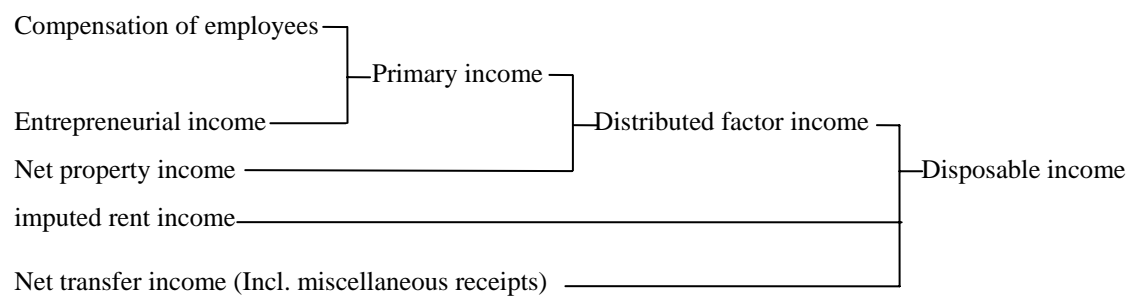 Compensation of employees
Primary income
Entrepreneurial income
Distributed factor income
Net property income
Disposable income
imputed rent income
Net transfer income (Incl. miscellaneous receipts)